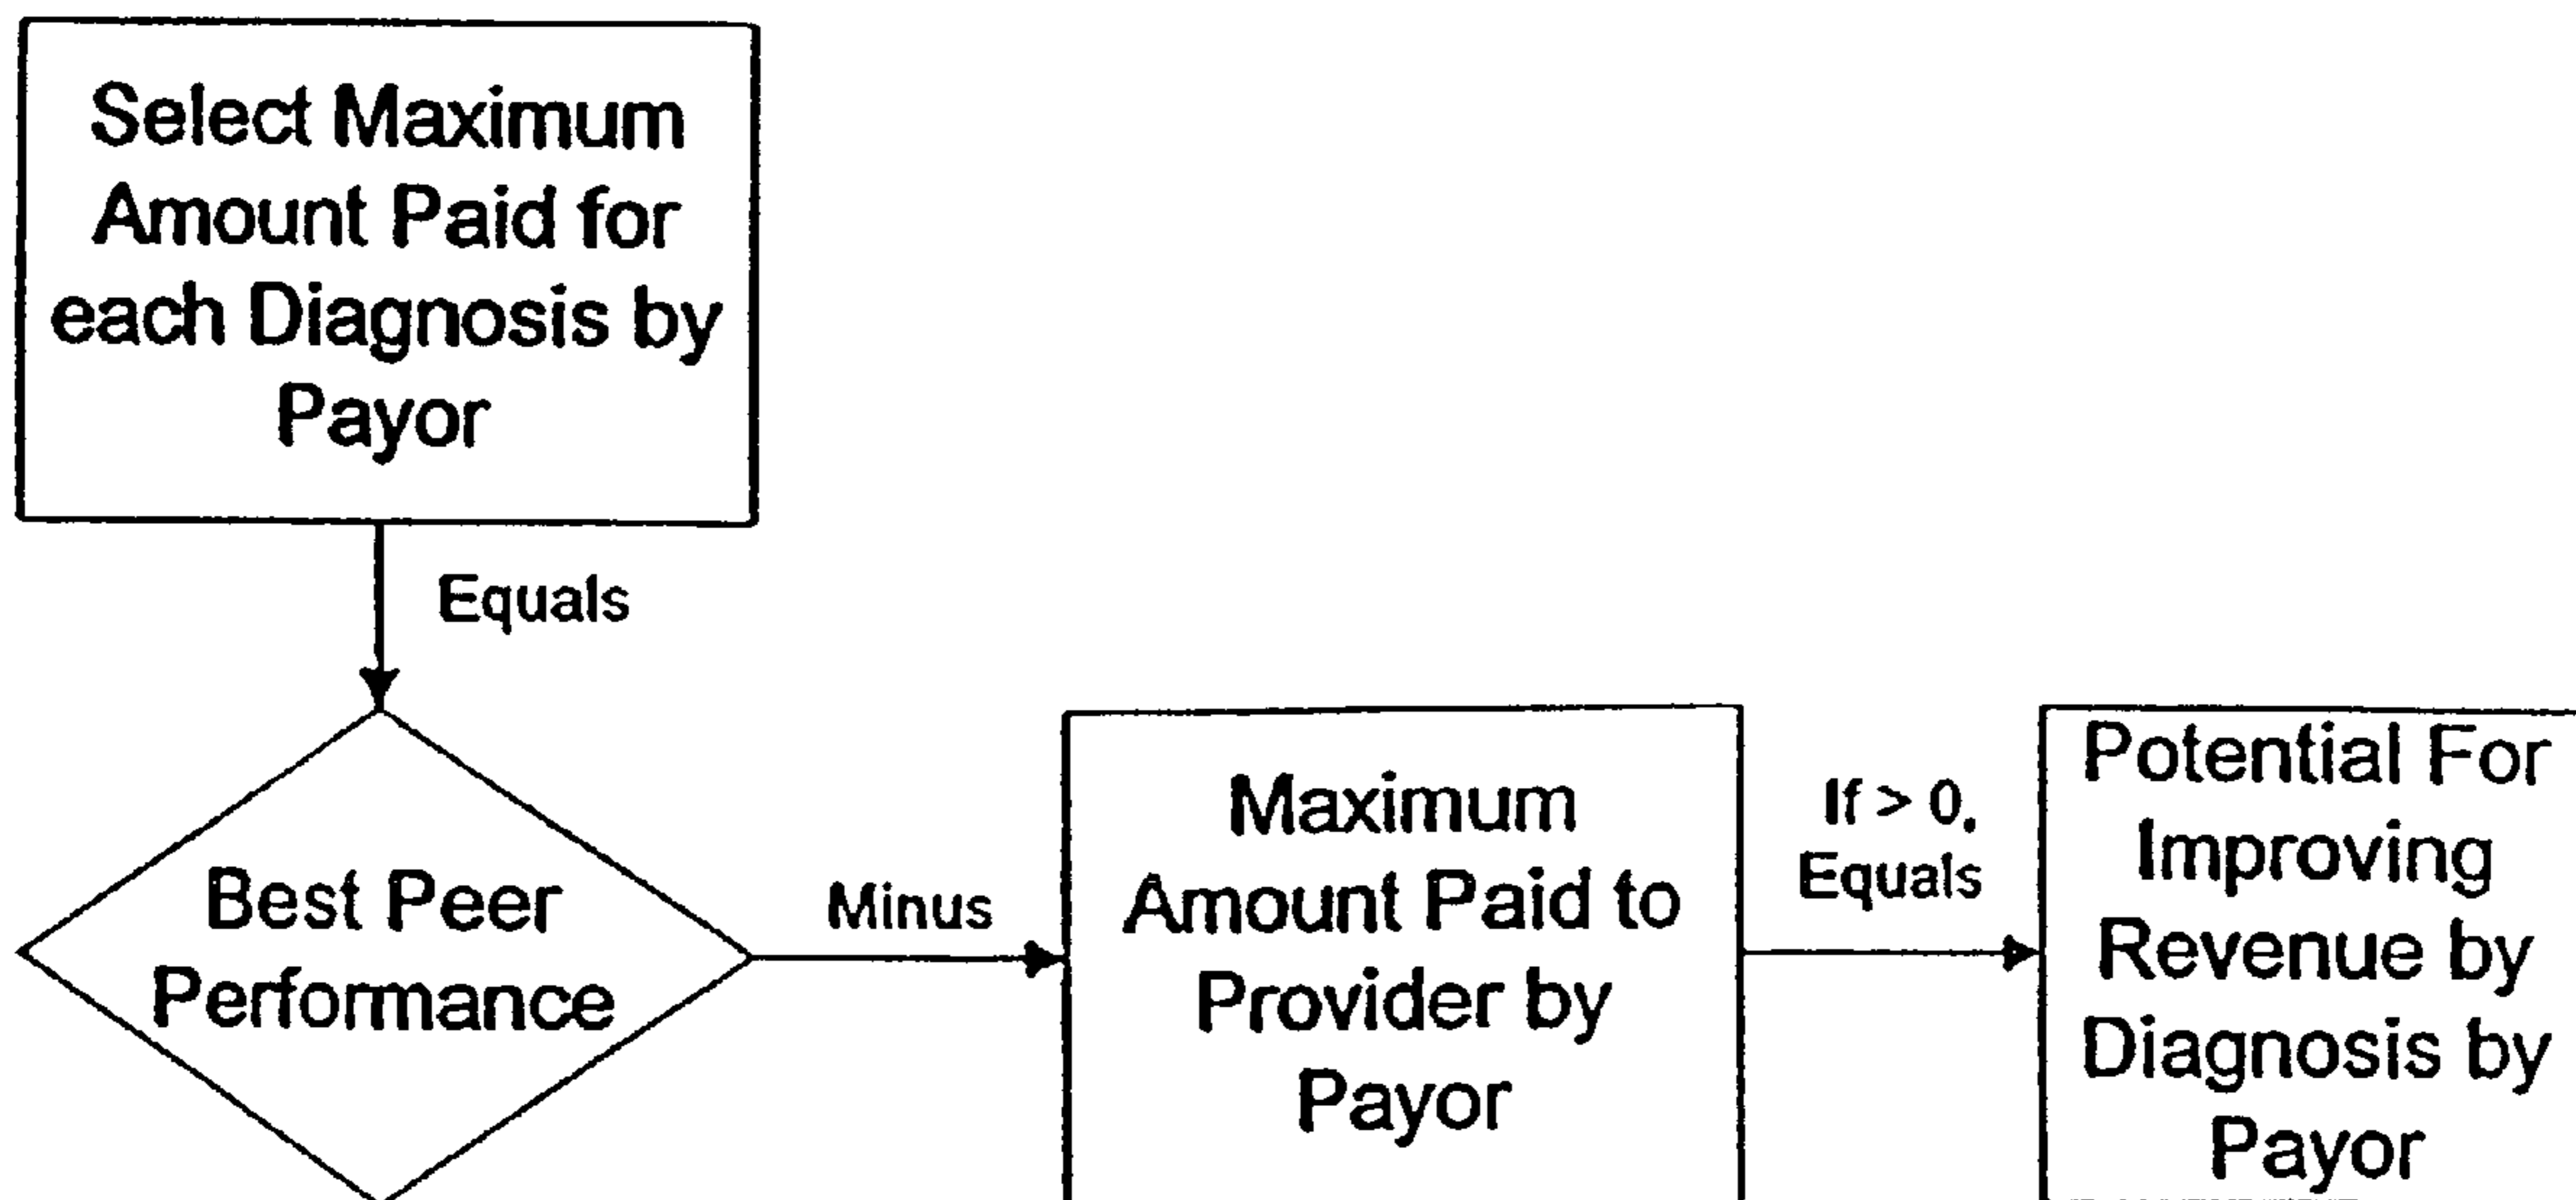 Select Maximum
Amount Paid for
each Diagnosis by
Payor
Equals
Best Peer
Performance
Minus
Maximum
Amount Paid to
Provider by
Payor
If > 0,
Equals
Potential For
Improving
Revenue by
Diagnosis by
Payor